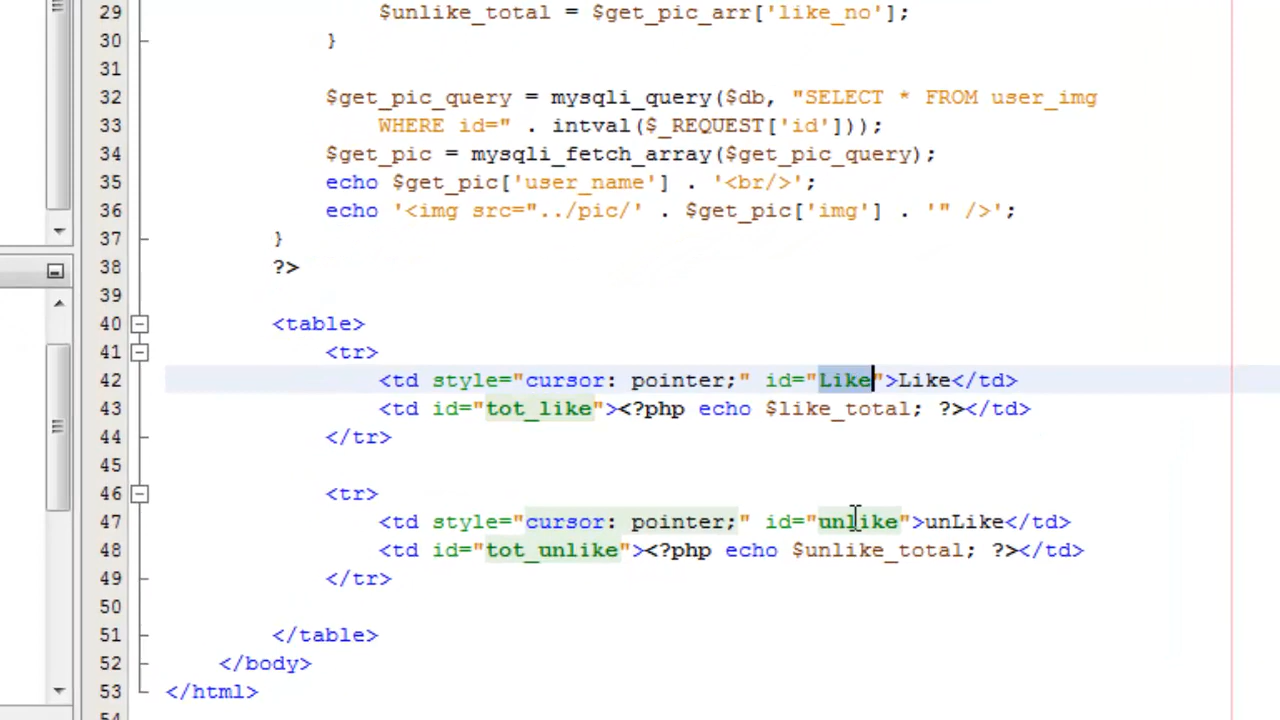 29 $unlike_total = $get_pic_arr['like_no'];
30 }
31
32 $get_pic_query = mysqli_query($db, "SELECT * FROM user_img
33 WHERE id=" . intval($_REQUEST['id']));
34 $get_pic = mysqli_fetch_array($get_pic_query);
35 echo $get_pic['user_name'] . '<br/>';
36 echo '<img src="../pic/' . $get_pic['img'] . '" />';
37 }
38 ?>
39
40 <table>
41 <tr>
42 <td style="cursor: pointer;" id="Like">Like</td>
43 <td id="tot_like"><?php echo $like_total; ?></td>
44 </tr>
45
46 <tr>
47 <td style="cursor: pointer;" id="unlike">unLike</td>
48 <td id="tot_unlike"><?php echo $unlike_total; ?></td>
49 </tr>
50
51 </table>
52 </body>
53 </html>
54